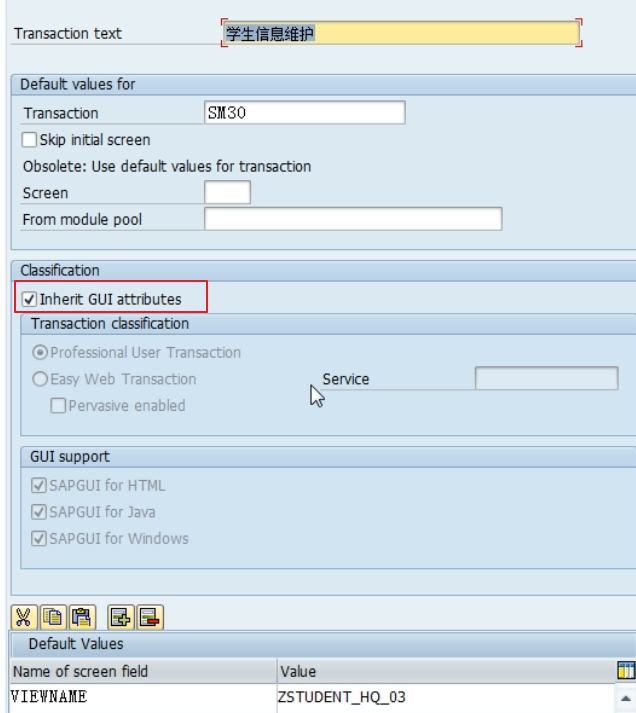 Transaction text 学生信息维护
Default values for
Transaction SM30
Skip initial screen
Obsolete: Use default values for transaction
Screen
From module pool
Classification
Inherit GUI attributes
Transaction classification
Professional User Transaction
Easy Web Transaction Service
Pervasive enabled
GUI support
SAPGUI for HTML
SAPGUI for Java
SAPGUI for Windows
Default Values
Name of screen field Value
VIEWNAME ZSTUDENT_HQ_03